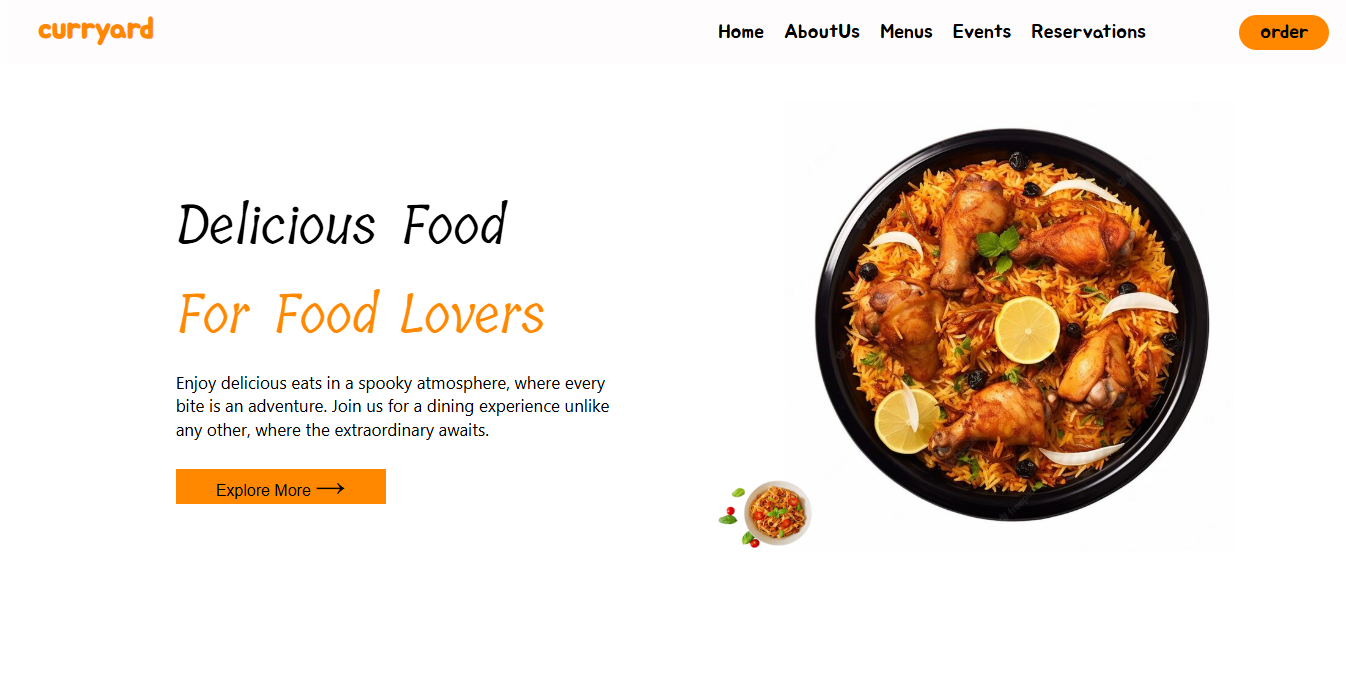 curryard
Home AboutUs Menus Events Reservations order
Delicious Food
For Food Lovers
Enjoy delicious eats in a spooky atmosphere, where every
bite is an adventure. Join us for a dining experience unlike
any other, where the extraordinary awaits.
Explore More →